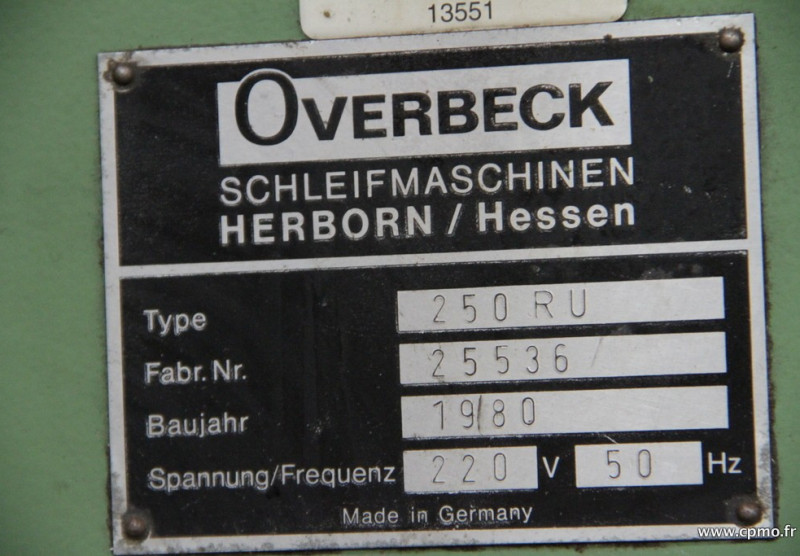 13551
OVERBECK
SCHLEIFMASCHINEN
HERBORN / Hessen
Type 250 RU
Fabr. Nr. 25536
Baujahr 1980
Spannung/Frequenz 220 V 50 Hz
Made in Germany
www.cpmo.fr